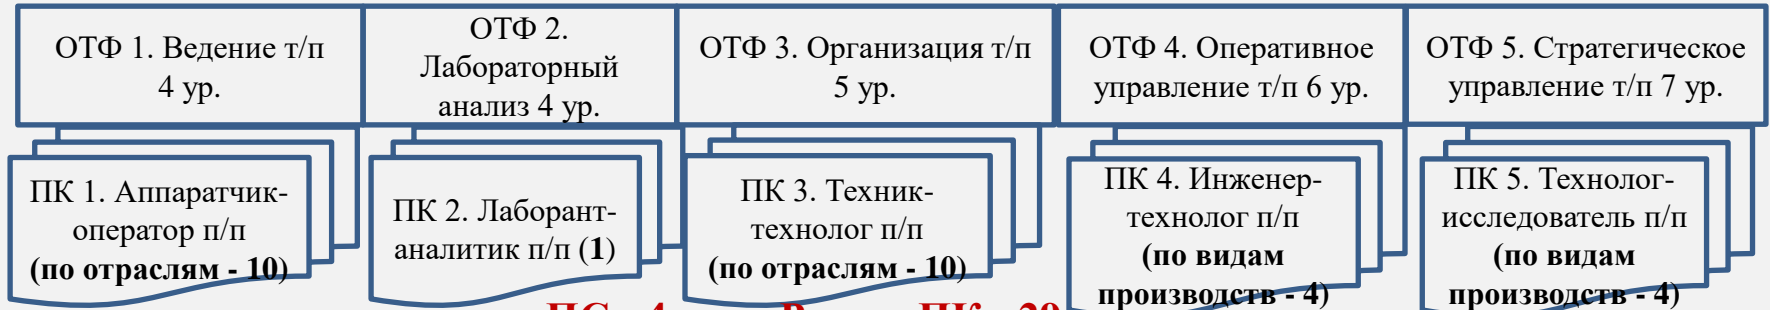 ОТФ 1. Ведение т/п
4 ур.
ОТФ 2.
Лабораторный
анализ 4 ур.
ОТФ 3. Организация т/п
5 ур.
ОТФ 4. Оперативное
управление т/п 6 ур.
ОТФ 5. Стратегическое
управление т/п 7 ур.
ПК 1. Аппаратчик-
оператор п/п
(по отраслям - 10)
ПК 2. Лаборант-
аналитик п/п (1)
ПК 3. Техник-
технолог п/п
(по отраслям - 10)
ПК 4. Инженер-
технолог п/п
(по видам
производств - 4)
ПК 5. Технолог-
исследователь п/п
(по видам
производств - 4)